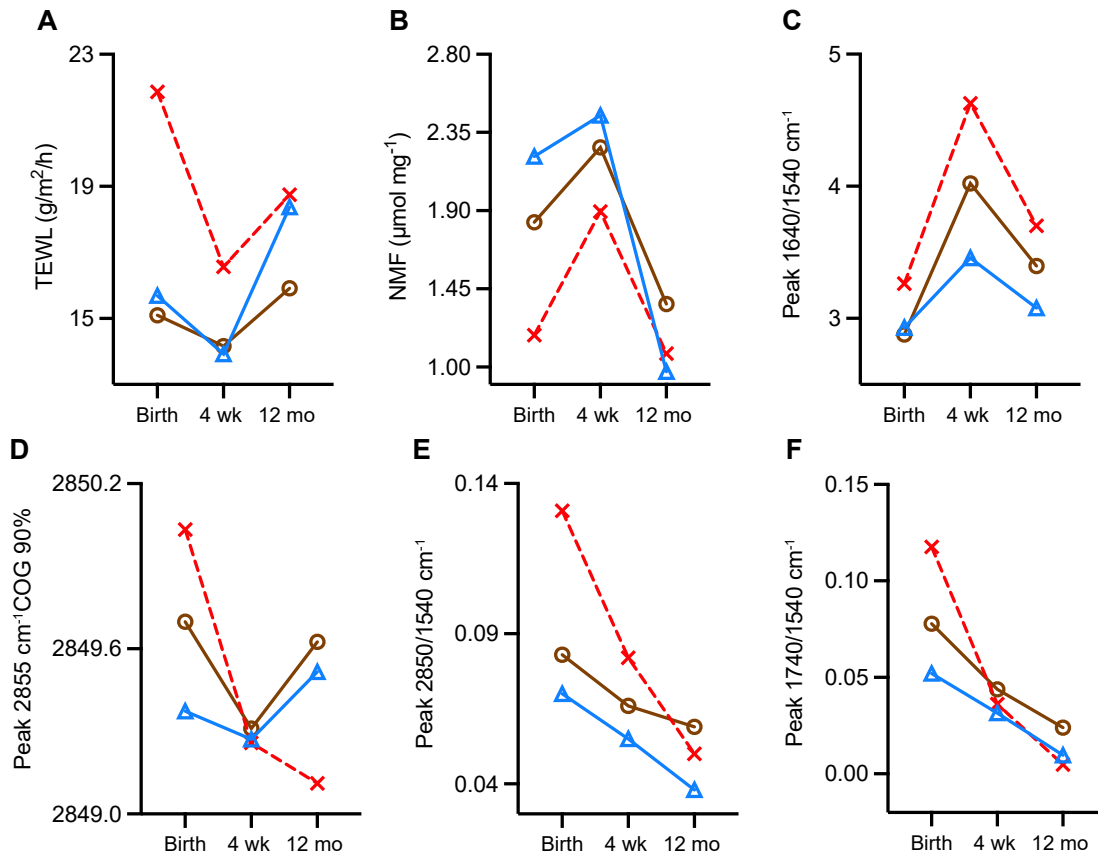 A
TEWL (g/m²/h)
23
19
15
Birth 4 wk 12 mo
B
NMF (µmol mg⁻¹)
2.80
2.35
1.90
1.45
1.00
Birth 4 wk 12 mo
C
Peak 1640/1540 cm⁻¹
5
4
3
Birth 4 wk 12 mo
D
Peak 2855 cm⁻¹COG 90%
2850.2
2849.6
2849.0
Birth 4 wk 12 mo
E
Peak 2850/1540 cm⁻¹
0.14
0.09
0.04
Birth 4 wk 12 mo
F
Peak 1740/1540 cm⁻¹
0.15
0.10
0.05
0.00
Birth 4 wk 12 mo